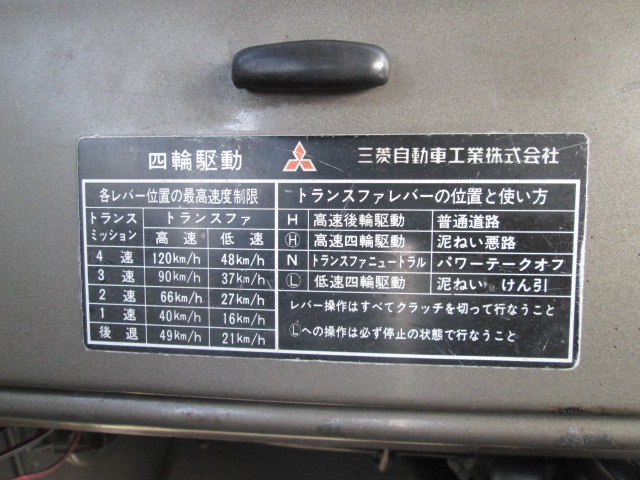 四輪駆動 三菱自動車工業株式会社
各レバー位置の最高速度制限
トランスミッション トランスファ
高速 低速
4速 120km/h 48km/h
3速 90km/h 37km/h
2速 66km/h 27km/h
1速 40km/h 16km/h
後退 49km/h 21km/h
トランスファレバーの位置と使い方
H 高速後輪駆動 普通道路
Ⓗ 高速四輪駆動 泥ねい悪路
N トランスファニュートラル パワーテークオフ
Ⓛ 低速四輪駆動 泥ねい けん引
レバー操作はすべてクラッチを切って行なうこと
Ⓛへの操作は必ず停止の状態で行なうこと